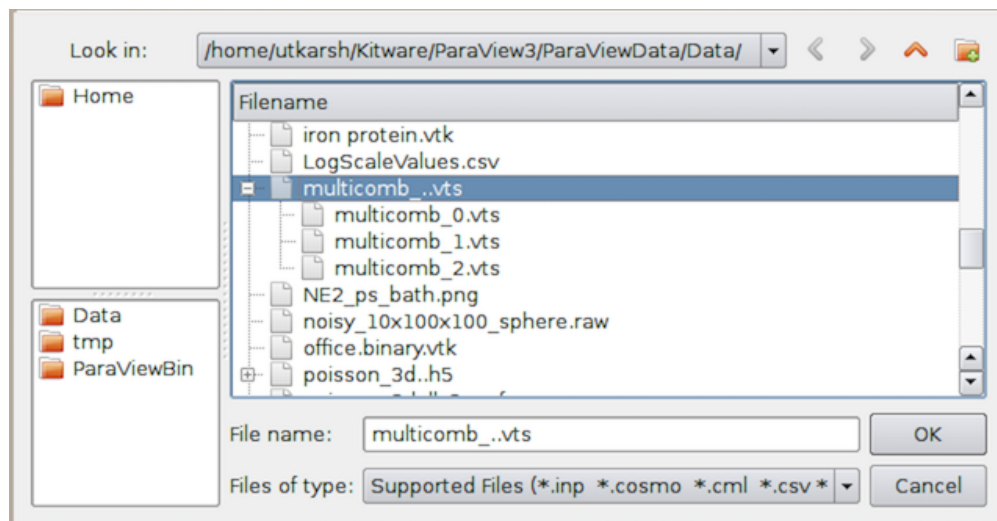 Look in: /home/utkarsh/Kitware/ParaView3/ParaViewData/Data/
Home
Filename
iron protein.vtk
LogScaleValues.csv
multicomb_..vts
multicomb_0.vts
multicomb_1.vts
multicomb_2.vts
NE2_ps_bath.png
noisy_10x100x100_sphere.raw
office.binary.vtk
poisson_3d..h5
Data
tmp
ParaViewBin
File name: multicomb_..vts OK
Files of type: Supported Files (*.inp *.cosmo *.cml *.csv * Cancel